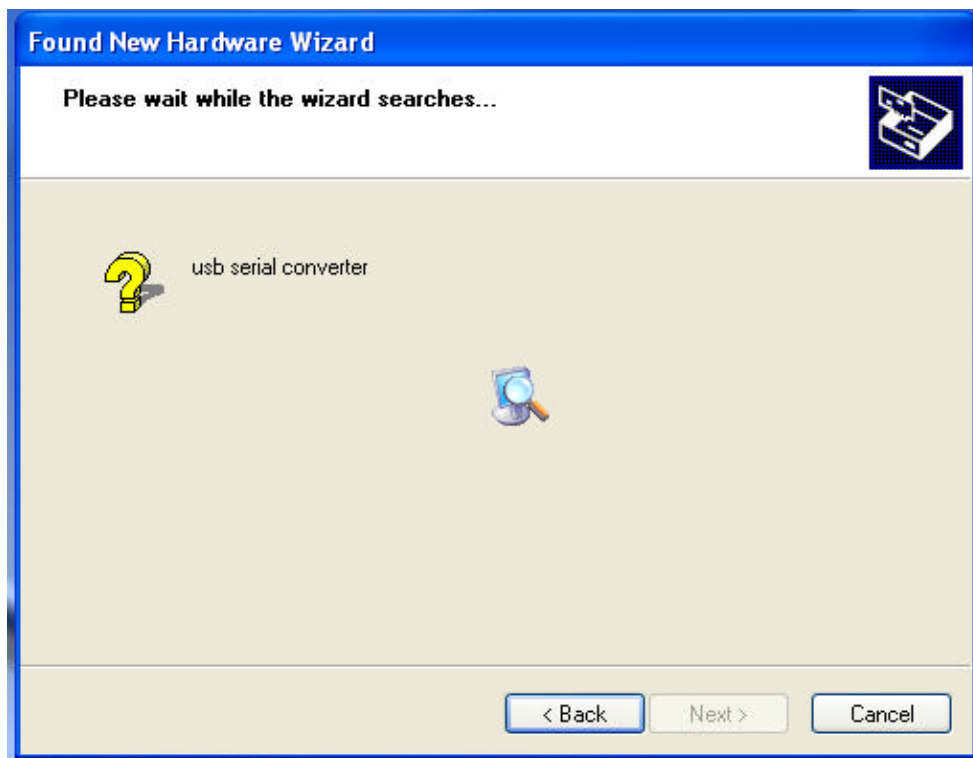 Found New Hardware Wizard
Please wait while the wizard searches...
usb serial converter
< Back
Next >
Cancel